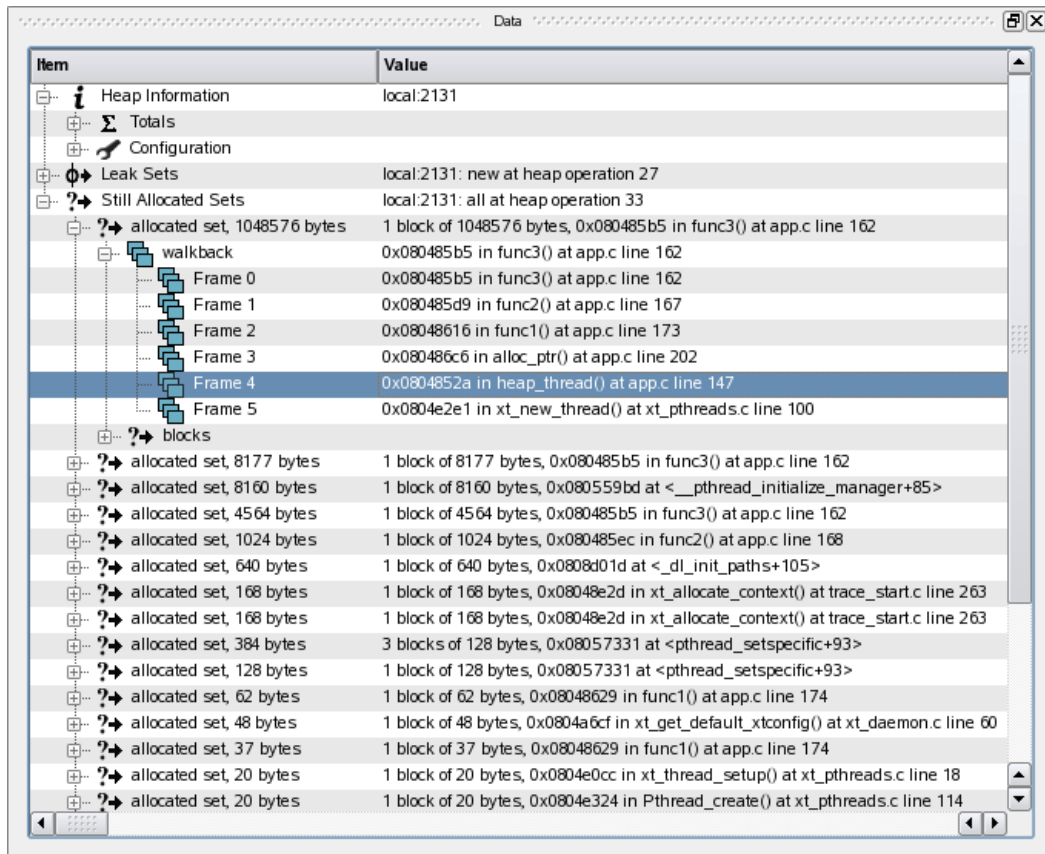 Data
Item Value
Heap Information local:2131
Totals
Configuration
Leak Sets local:2131: new at heap operation 27
Still Allocated Sets local:2131: all at heap operation 33
allocated set, 1048576 bytes 1 block of 1048576 bytes, 0x080485b5 in func3() at app.c line 162
walkback 0x080485b5 in func3() at app.c line 162
Frame 0 0x080485b5 in func3() at app.c line 162
Frame 1 0x080485d9 in func2() at app.c line 167
Frame 2 0x08048616 in func1() at app.c line 173
Frame 3 0x080486c6 in alloc_ptr() at app.c line 202
Frame 4 0x0804852a in heap_thread() at app.c line 147
Frame 5 0x0804e2e1 in xt_new_thread() at xt_pthreads.c line 100
blocks
allocated set, 8177 bytes 1 block of 8177 bytes, 0x080485b5 in func3() at app.c line 162
allocated set, 8160 bytes 1 block of 8160 bytes, 0x080559bd at <__pthread_initialize_manager+85>
allocated set, 4564 bytes 1 block of 4564 bytes, 0x080485b5 in func3() at app.c line 162
allocated set, 1024 bytes 1 block of 1024 bytes, 0x080485ec in func2() at app.c line 168
allocated set, 640 bytes 1 block of 640 bytes, 0x0808d01d at <_dl_init_paths+105>
allocated set, 168 bytes 1 block of 168 bytes, 0x08048e2d in xt_allocate_context() at trace_start.c line 263
allocated set, 168 bytes 1 block of 168 bytes, 0x08048e2d in xt_allocate_context() at trace_start.c line 263
allocated set, 384 bytes 3 blocks of 128 bytes, 0x08057331 at <pthread_setspecific+93>
allocated set, 128 bytes 1 block of 128 bytes, 0x08057331 at <pthread_setspecific+93>
allocated set, 62 bytes 1 block of 62 bytes, 0x08048629 in func1() at app.c line 174
allocated set, 48 bytes 1 block of 48 bytes, 0x0804a6cf in xt_get_default_xtconfig() at xt_daemon.c line 60
allocated set, 37 bytes 1 block of 37 bytes, 0x08048629 in func1() at app.c line 174
allocated set, 20 bytes 1 block of 20 bytes, 0x0804e0cc in xt_thread_setup() at xt_pthreads.c line 18
allocated set, 20 bytes 1 block of 20 bytes, 0x0804e324 in Pthread_create() at xt_pthreads.c line 114